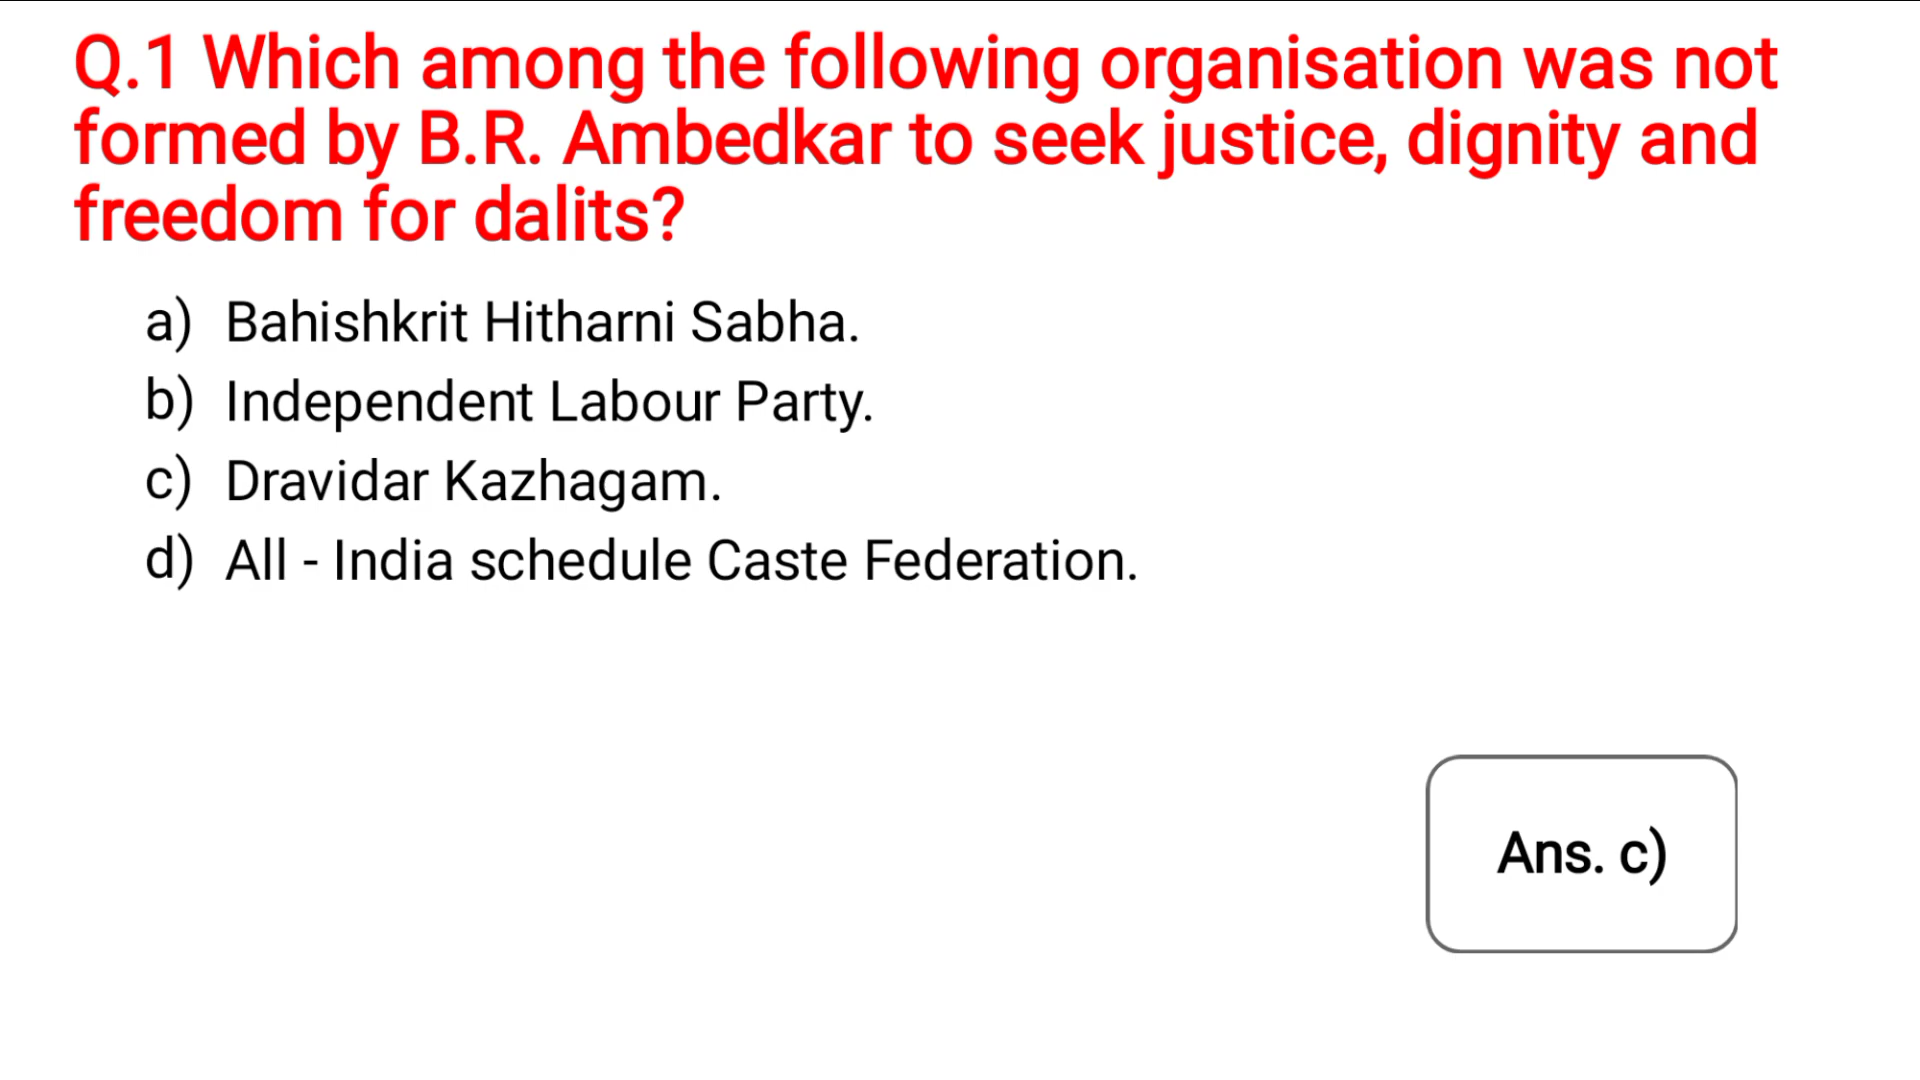 Q.1 Which among the following organisation was not
formed by B.R. Ambedkar to seek justice, dignity and
freedom for dalits?
a) Bahishkrit Hitharni Sabha.
b) Independent Labour Party.
c) Dravidar Kazhagam.
d) All - India schedule Caste Federation.
Ans. c)